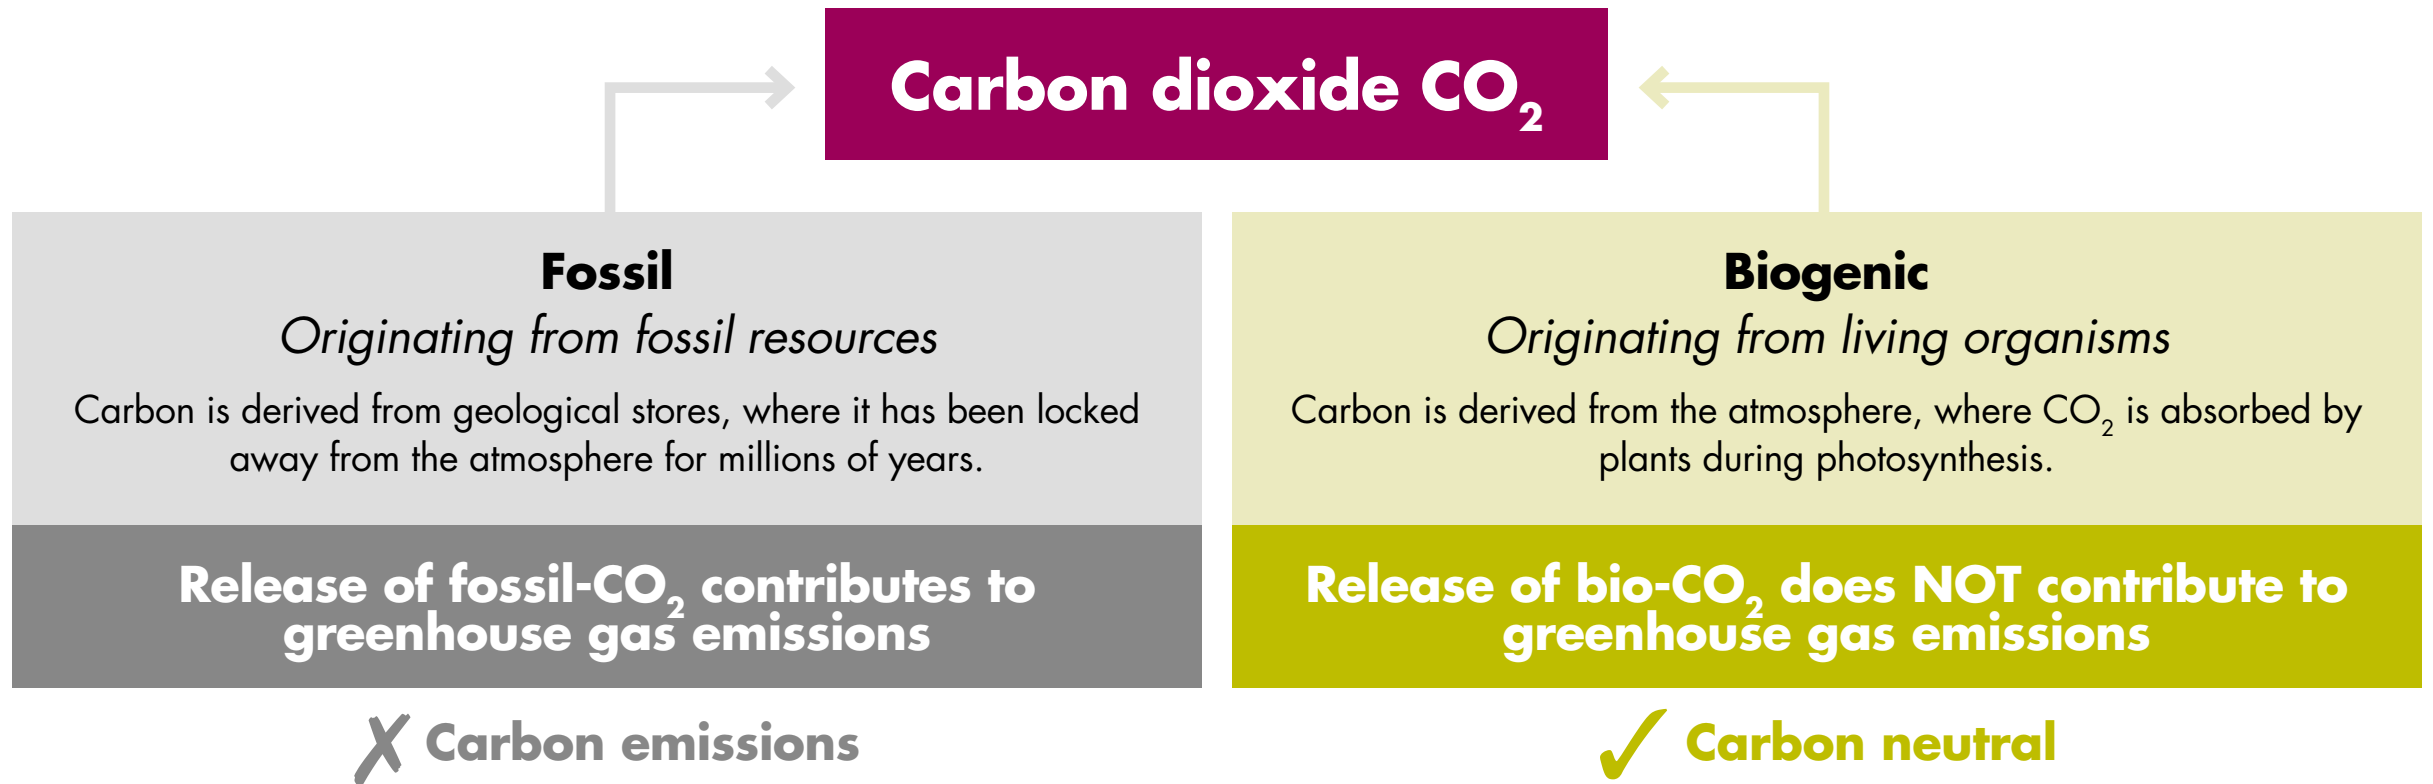 Carbon dioxide CO₂
Fossil
Originating from fossil resources
Carbon is derived from geological stores, where it has been locked
away from the atmosphere for millions of years.
Release of fossil-CO₂ contributes to
greenhouse gas emissions
✗ Carbon emissions
Biogenic
Originating from living organisms
Carbon is derived from the atmosphere, where CO₂ is absorbed by
plants during photosynthesis.
Release of bio-CO₂ does NOT contribute to
greenhouse gas emissions
✓ Carbon neutral